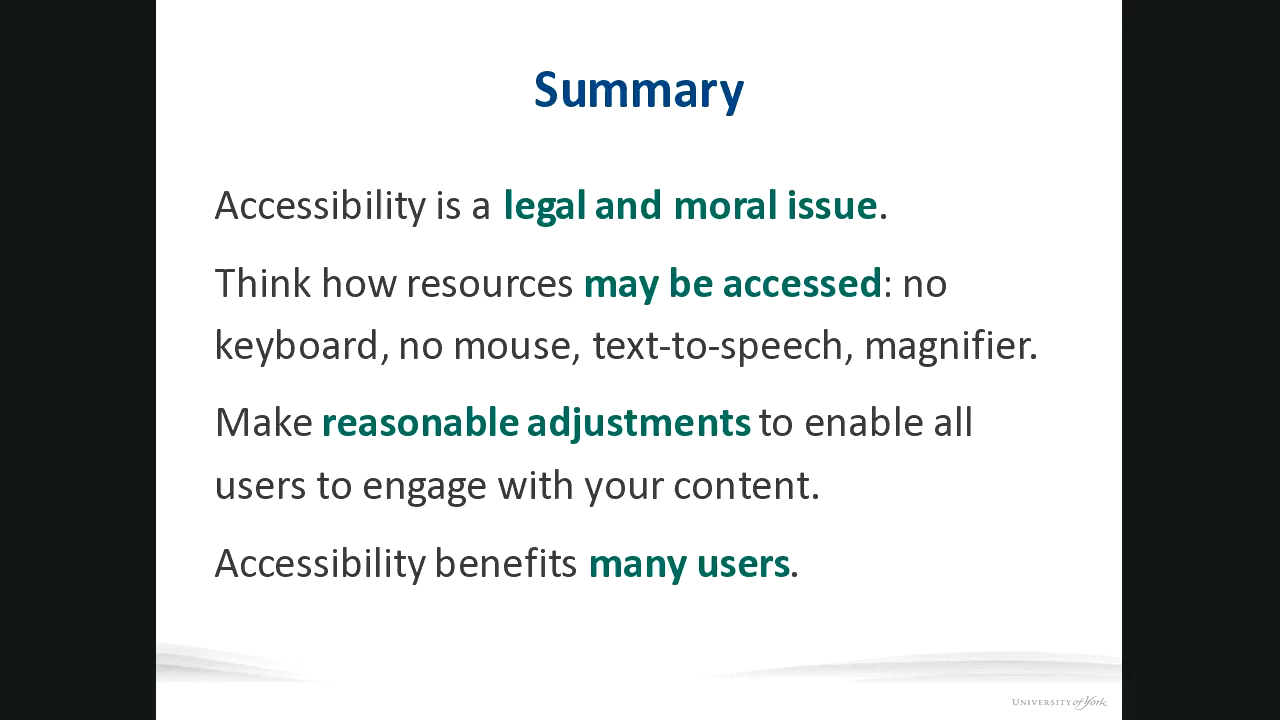 Summary
Accessibility is a legal and moral issue.
Think how resources may be accessed: no
keyboard, no mouse, text-to-speech, magnifier.
Make reasonable adjustments to enable all
users to engage with your content.
Accessibility benefits many users.
UNIVERSITY of York